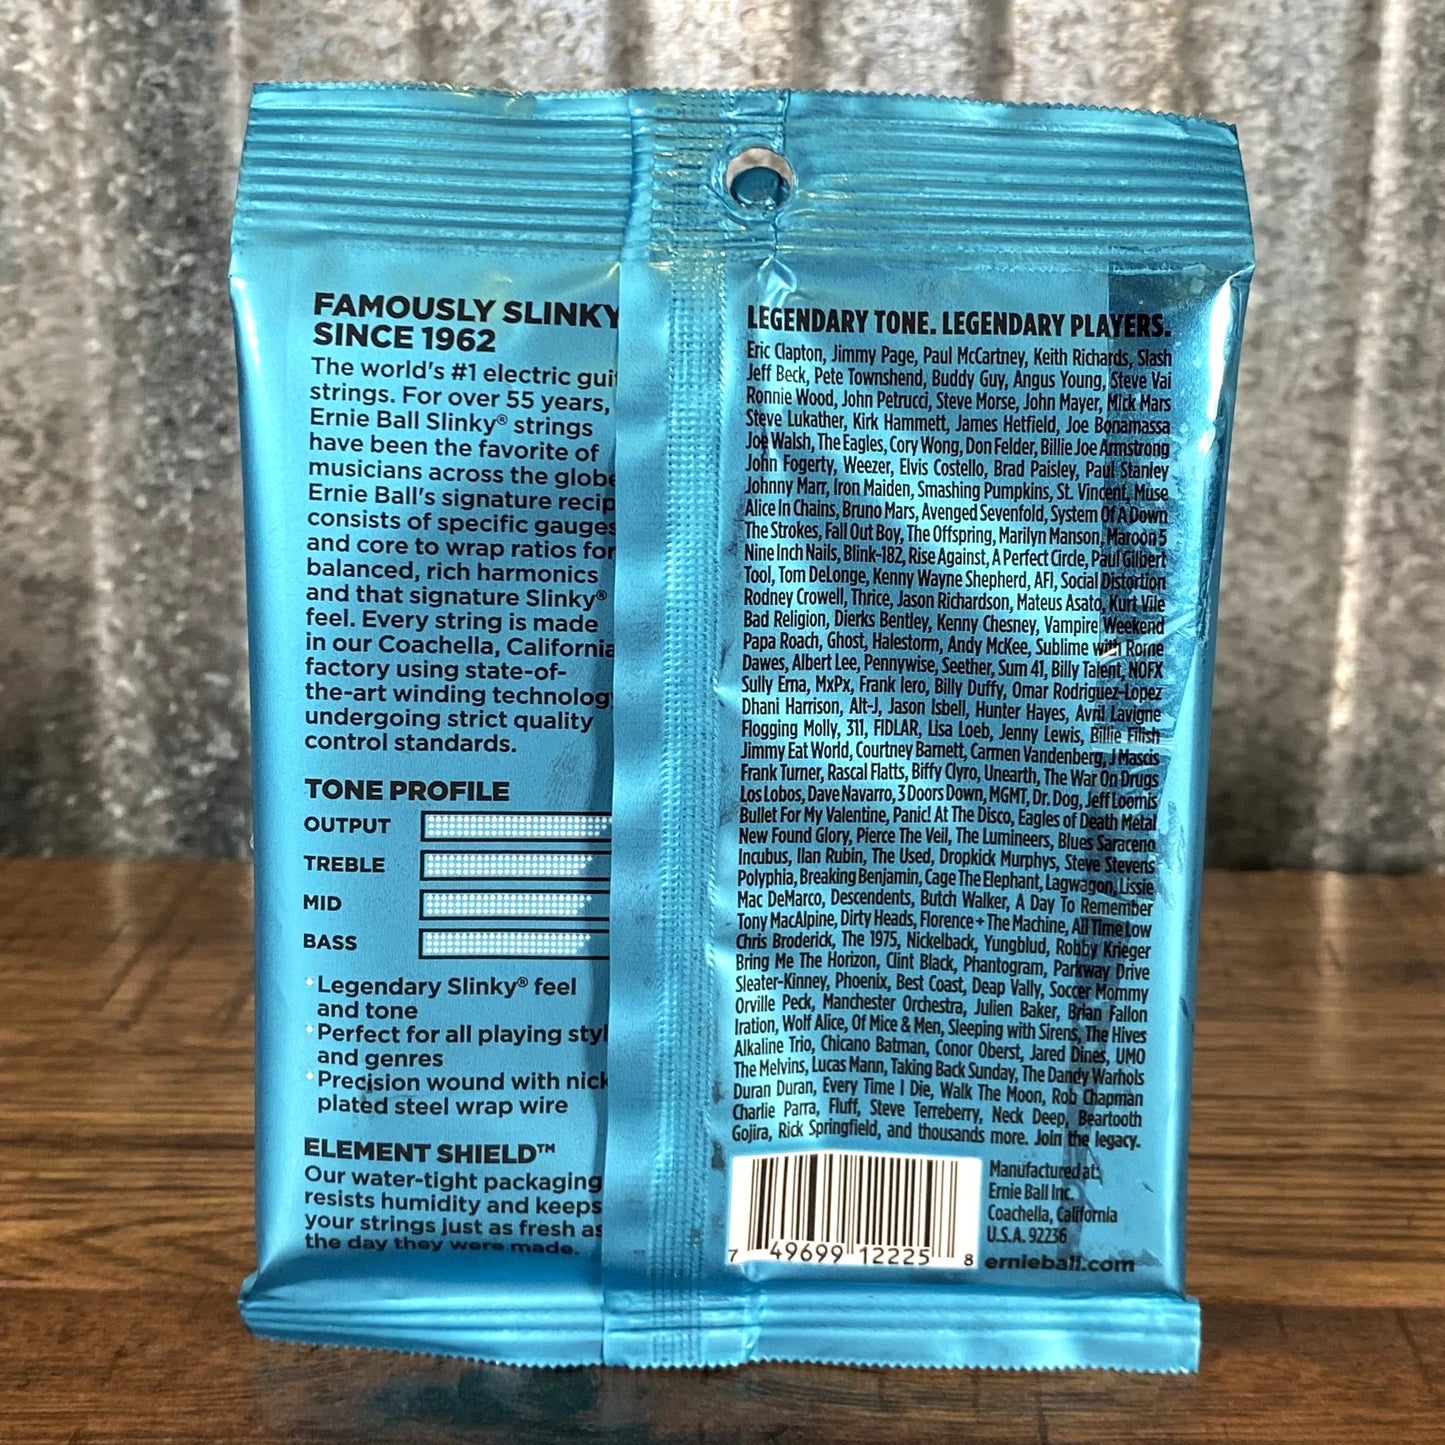 FAMOUSLY SLINKY
SINCE 1962
The world's #1 electric gui
strings. For over 55 years,
Ernie Ball Slinky® strings
have been the favorite of
musicians across the globe
Ernie Ball's signature recip
consists of specific gauges
and core to wrap ratios for
balanced, rich harmonics
and that signature Slinky®
feel. Every string is made
in our Coachella, California
factory using state-of-
the-art winding technology
undergoing strict quality
control standards.
TONE PROFILE
OUTPUT
TREBLE
MID
BASS
• Legendary Slinky® feel
and tone
• Perfect for all playing styl
and genres
• Precision wound with nick
plated steel wrap wire
ELEMENT SHIELD™
Our water-tight packaging
resists humidity and keeps
your strings just as fresh as
the day they were made.
LEGENDARY TONE. LEGENDARY PLAYERS.
Eric Clapton, Jimmy Page, Paul McCartney, Keith Richards, Slash
Jeff Beck, Pete Townshend, Buddy Guy, Angus Young, Steve Vai
Ronnie Wood, John Petrucci, Steve Morse, John Mayer, Mick Mars
Steve Lukather, Kirk Hammett, James Hetfield, Joe Bonamassa
Joe Walsh, The Eagles, Cory Wong, Don Felder, Billie Joe Armstrong
John Fogerty, Weezer, Elvis Costello, Brad Paisley, Paul Stanley
Johnny Marr, Iron Maiden, Smashing Pumpkins, St. Vincent, Muse
Alice In Chains, Bruno Mars, Avenged Sevenfold, System Of A Down
The Strokes, Fall Out Boy, The Offspring, Marilyn Manson, Maroon 5
Nine Inch Nails, Blink-182, Rise Against, A Perfect Circle, Paul Gilbert
Tool, Tom DeLonge, Kenny Wayne Shepherd, AFI, Social Distortion
Rodney Crowell, Thrice, Jason Richardson, Mateus Asato, Kurt Vile
Bad Religion, Dierks Bentley, Kenny Chesney, Vampire Weekend
Papa Roach, Ghost, Halestorm, Andy McKee, Sublime with Rome
Dawes, Albert Lee, Pennywise, Seether, Sum 41, Billy Talent, NOFX
Sully Erna, MxPx, Frank Iero, Billy Duffy, Omar Rodriguez-Lopez
Dhani Harrison, Alt-J, Jason Isbell, Hunter Hayes, Avril Lavigne
Flogging Molly, 311, FIDLAR, Lisa Loeb, Jenny Lewis, Billie Eilish
Jimmy Eat World, Courtney Barnett, Carmen Vandenberg, J Mascis
Frank Turner, Rascal Flatts, Biffy Clyro, Unearth, The War On Drugs
Los Lobos, Dave Navarro, 3 Doors Down, MGMT, Dr. Dog, Jeff Loomis
Bullet For My Valentine, Panic! At The Disco, Eagles of Death Metal
New Found Glory, Pierce The Veil, The Lumineers, Blues Saraceno
Incubus, Ilan Rubin, The Used, Dropkick Murphys, Steve Stevens
Polyphia, Breaking Benjamin, Cage The Elephant, Lagwagon, Lissie
Mac DeMarco, Descendents, Butch Walker, A Day To Remember
Tony MacAlpine, Dirty Heads, Florence + The Machine, All Time Low
Chris Broderick, The 1975, Nickelback, Yungblud, Robby Krieger
Bring Me The Horizon, Clint Black, Phantogram, Parkway Drive
Sleater-Kinney, Phoenix, Best Coast, Deap Vally, Soccer Mommy
Orville Peck, Manchester Orchestra, Julien Baker, Brian Fallon
Iration, Wolf Alice, Of Mice & Men, Sleeping with Sirens, The Hives
Alkaline Trio, Chicano Batman, Conor Oberst, Jared Dines, UMO
The Melvins, Lucas Mann, Taking Back Sunday, The Dandy Warhols
Duran Duran, Every Time I Die, Walk The Moon, Rob Chapman
Charlie Parra, Fluff, Steve Terreberry, Neck Deep, Beartooth
Gojira, Rick Springfield, and thousands more. Join the legacy.
7 49699 12225 8
Manufactured at:
Ernie Ball Inc.
Coachella, California
U.S.A. 92236
ernieball.com